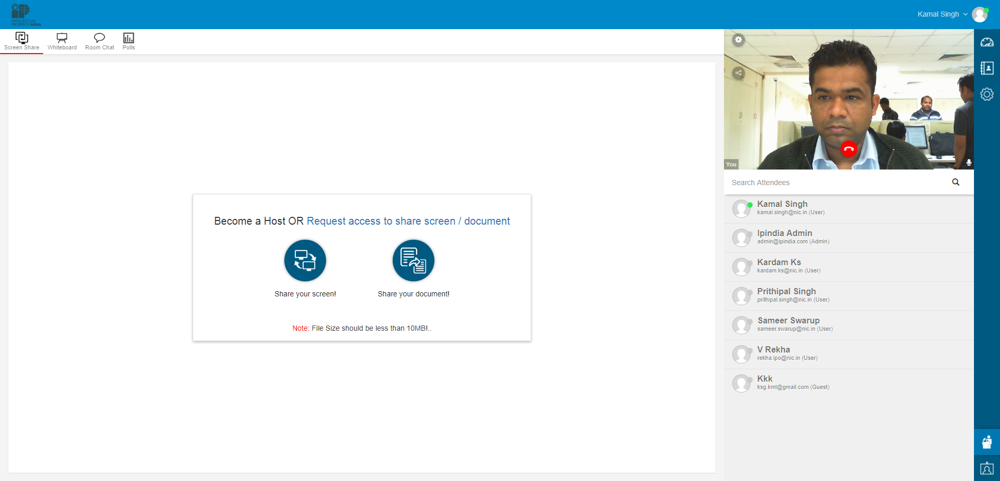 INTELLECTUAL
PROPERTY INDIA
Kamal Singh
Screen Share
Whiteboard
Room Chat
Polls
Become a Host OR Request access to share screen / document
Share your screen!
Share your document!
Note: File Size should be less than 10MB!..
You
Search Attendees
Kamal Singh
kamal.singh@nic.in (User)
Ipindia Admin
admin@ipindia.com (Admin)
Kardam Ks
kardam.ks@nic.in (User)
Prithipal Singh
prithipal.singh@nic.in (User)
Sameer Swarup
sameer.swarup@nic.in (User)
V Rekha
rekha.ipo@nic.in (User)
Kkk
ksg.kml@gmail.com (Guest)